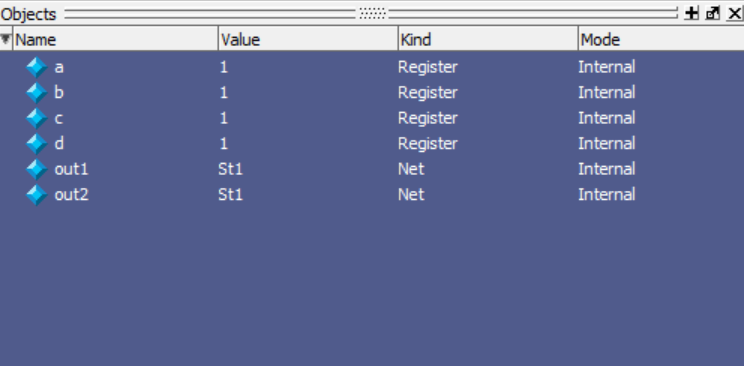 Objects
Name Value Kind Mode
a 1 Register Internal
b 1 Register Internal
c 1 Register Internal
d 1 Register Internal
out1 St1 Net Internal
out2 St1 Net Internal